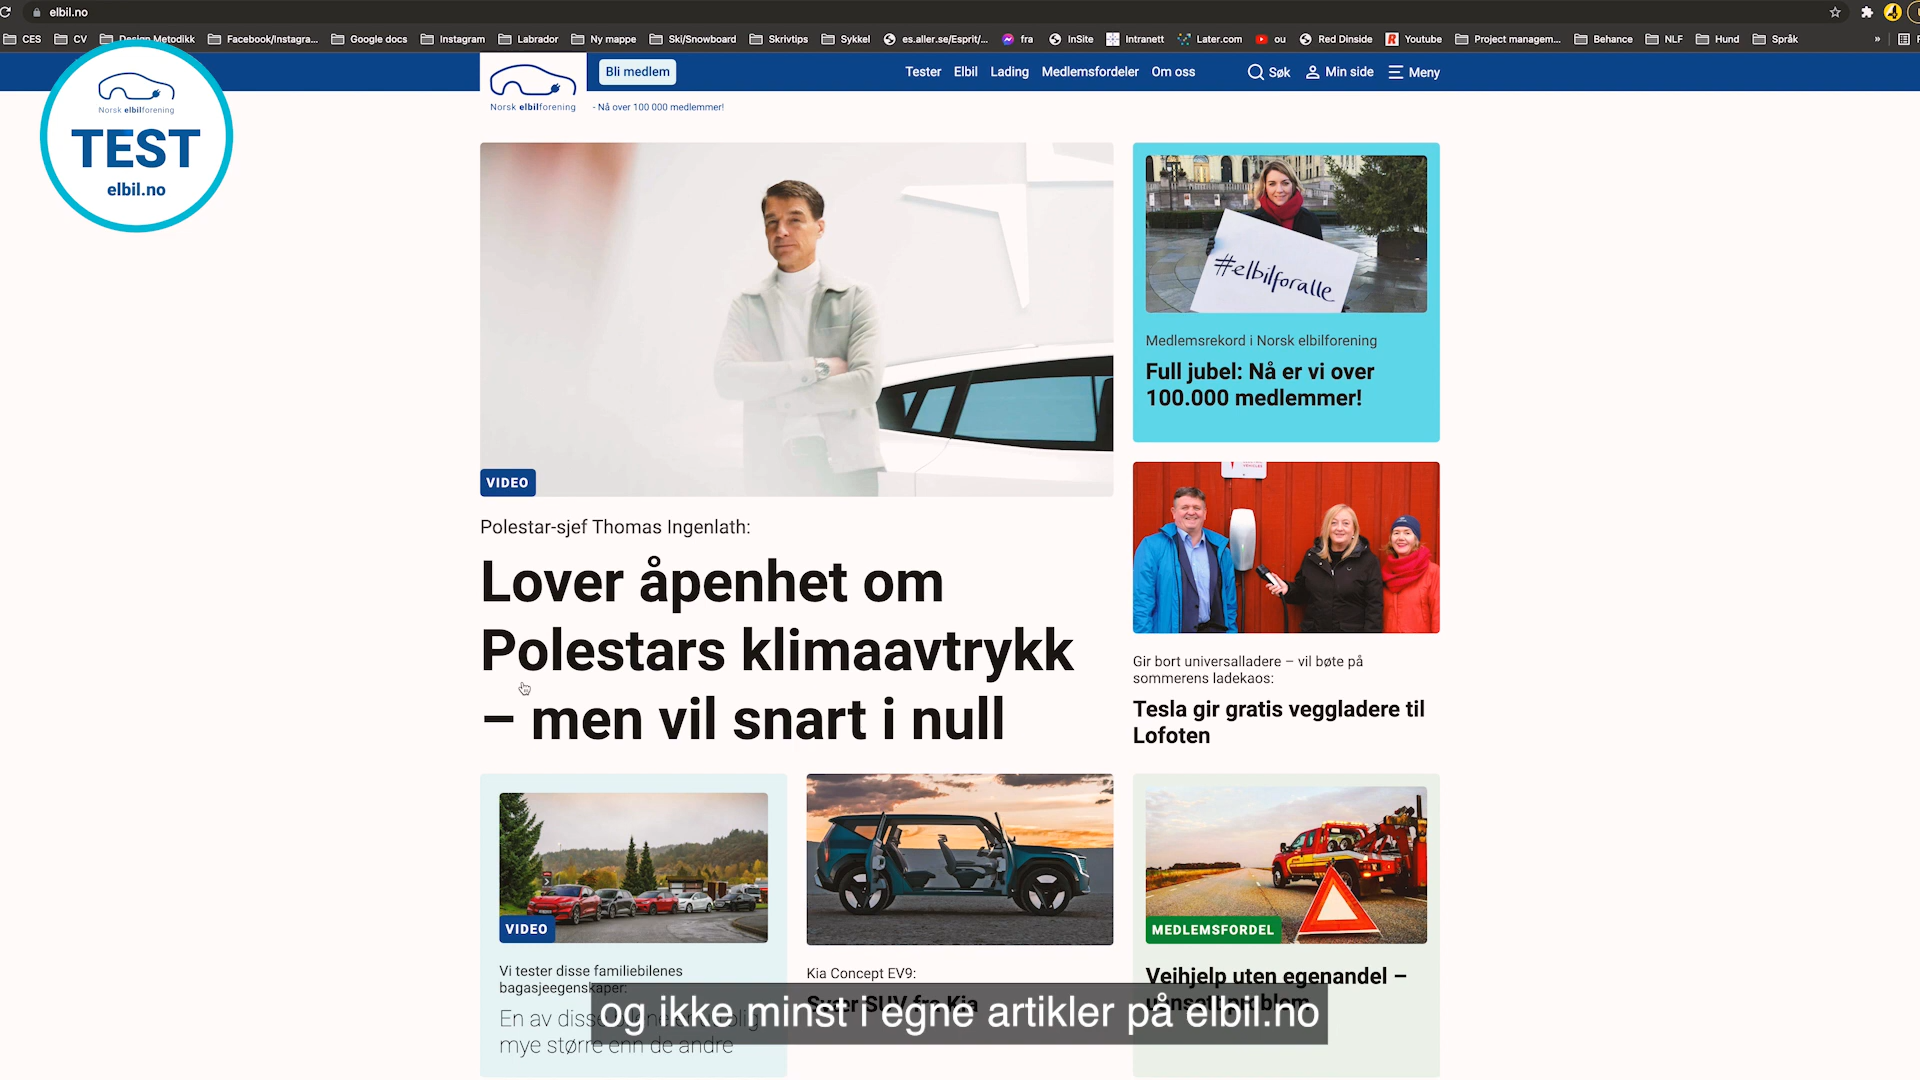 elbil.no
CES
CV
Design Metodikk
Facebook/Instagra...
Google docs
Instagram
Labrador
Ny mappe
Ski/Snowboard
Skrivtips
Sykkel
es.aller.se/Esprit/...
fra
InSite
Intranett
Later.com
ou
Red Dinside
Youtube
Project managem...
Behance
NLF
Hund
Språk
»
Norsk elbilforening
TEST
elbil.no
Norsk elbilforening
Bli medlem
- Nå over 100 000 medlemmer!
Tester
Elbil
Lading
Medlemsfordeler
Om oss
Søk
Min side
Meny
VIDEO
Polestar-sjef Thomas Ingenlath:
Lover åpenhet om
Polestars klimaavtrykk
– men vil snart i null
#elbilforalle
Medlemsrekord i Norsk elbilforening
Full jubel: Nå er vi over
100.000 medlemmer!
Gir bort universalladere – vil bøte på
sommerens ladekaos:
Tesla gir gratis veggladere til
Lofoten
VIDEO
Vi tester disse familiebilenes
bagasjeegenskaper:
En av disse
mye større enn de andre
Kia Concept EV9:
SUV fra Kia
MEDLEMSFORDEL
Veihjelp uten egenandel –
og ikke minst i egne artikler på elbil.no